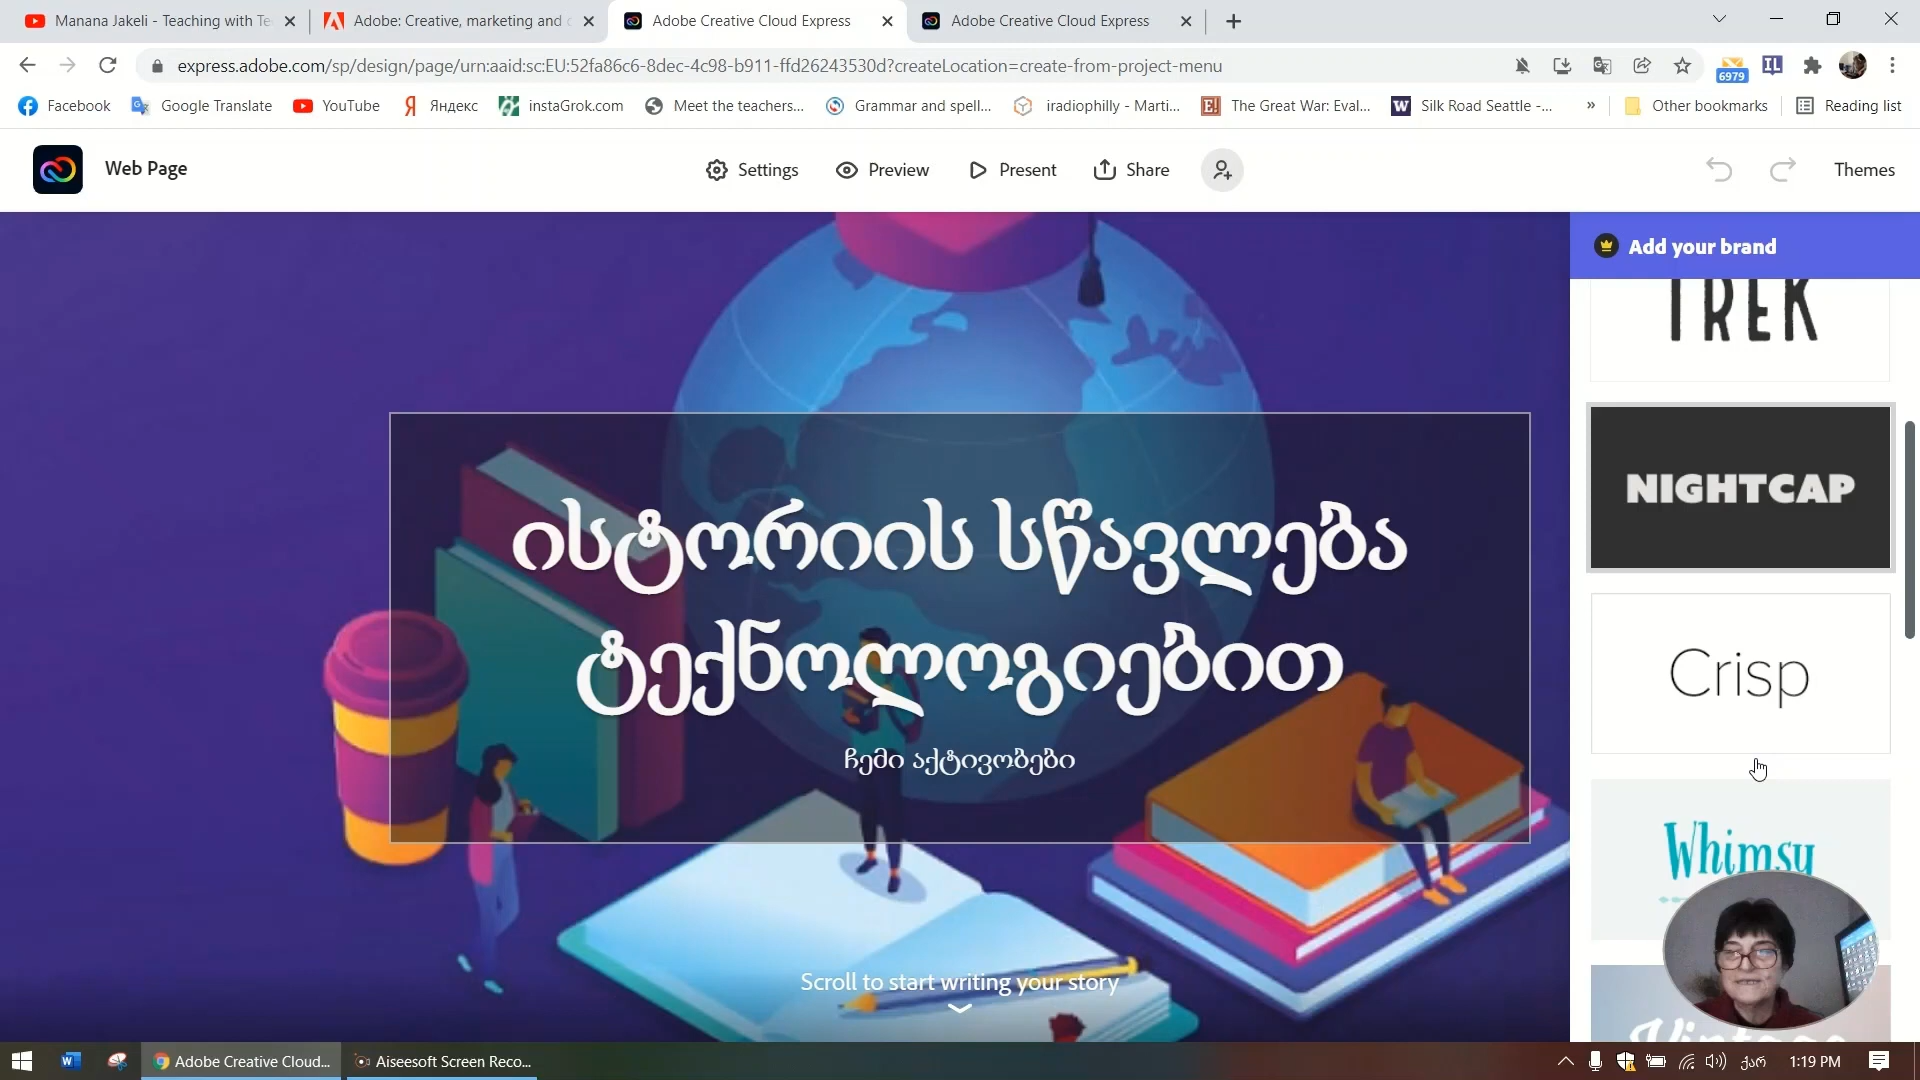 Manana Jakeli - Teaching with Te
Adobe: Creative, marketing and
Adobe Creative Cloud Express
Adobe Creative Cloud Express
express.adobe.com/sp/design/page/urn:aaid:sc:EU:52fa86c6-8dec-4c98-b911-ffd26243530d?createLocation=create-from-project-menu
6979
IL
Facebook
Google Translate
YouTube
Яндекс
instaGrok.com
Meet the teachers...
Grammar and spell...
iradiophilly - Marti...
The Great War: Eval...
Silk Road Seattle -...
»
Other bookmarks
Reading list
Web Page
Settings
Preview
Present
Share
Themes
Add your brand
TREK
NIGHTCAP
Crisp
Whimsy
Vintage
ისტორიის სწავლება
ტექნოლოგიებით
ჩემი აქტივობები
Scroll to start writing your story
Adobe Creative Cloud...
Aiseesoft Screen Reco...
ქარ
1:19 PM